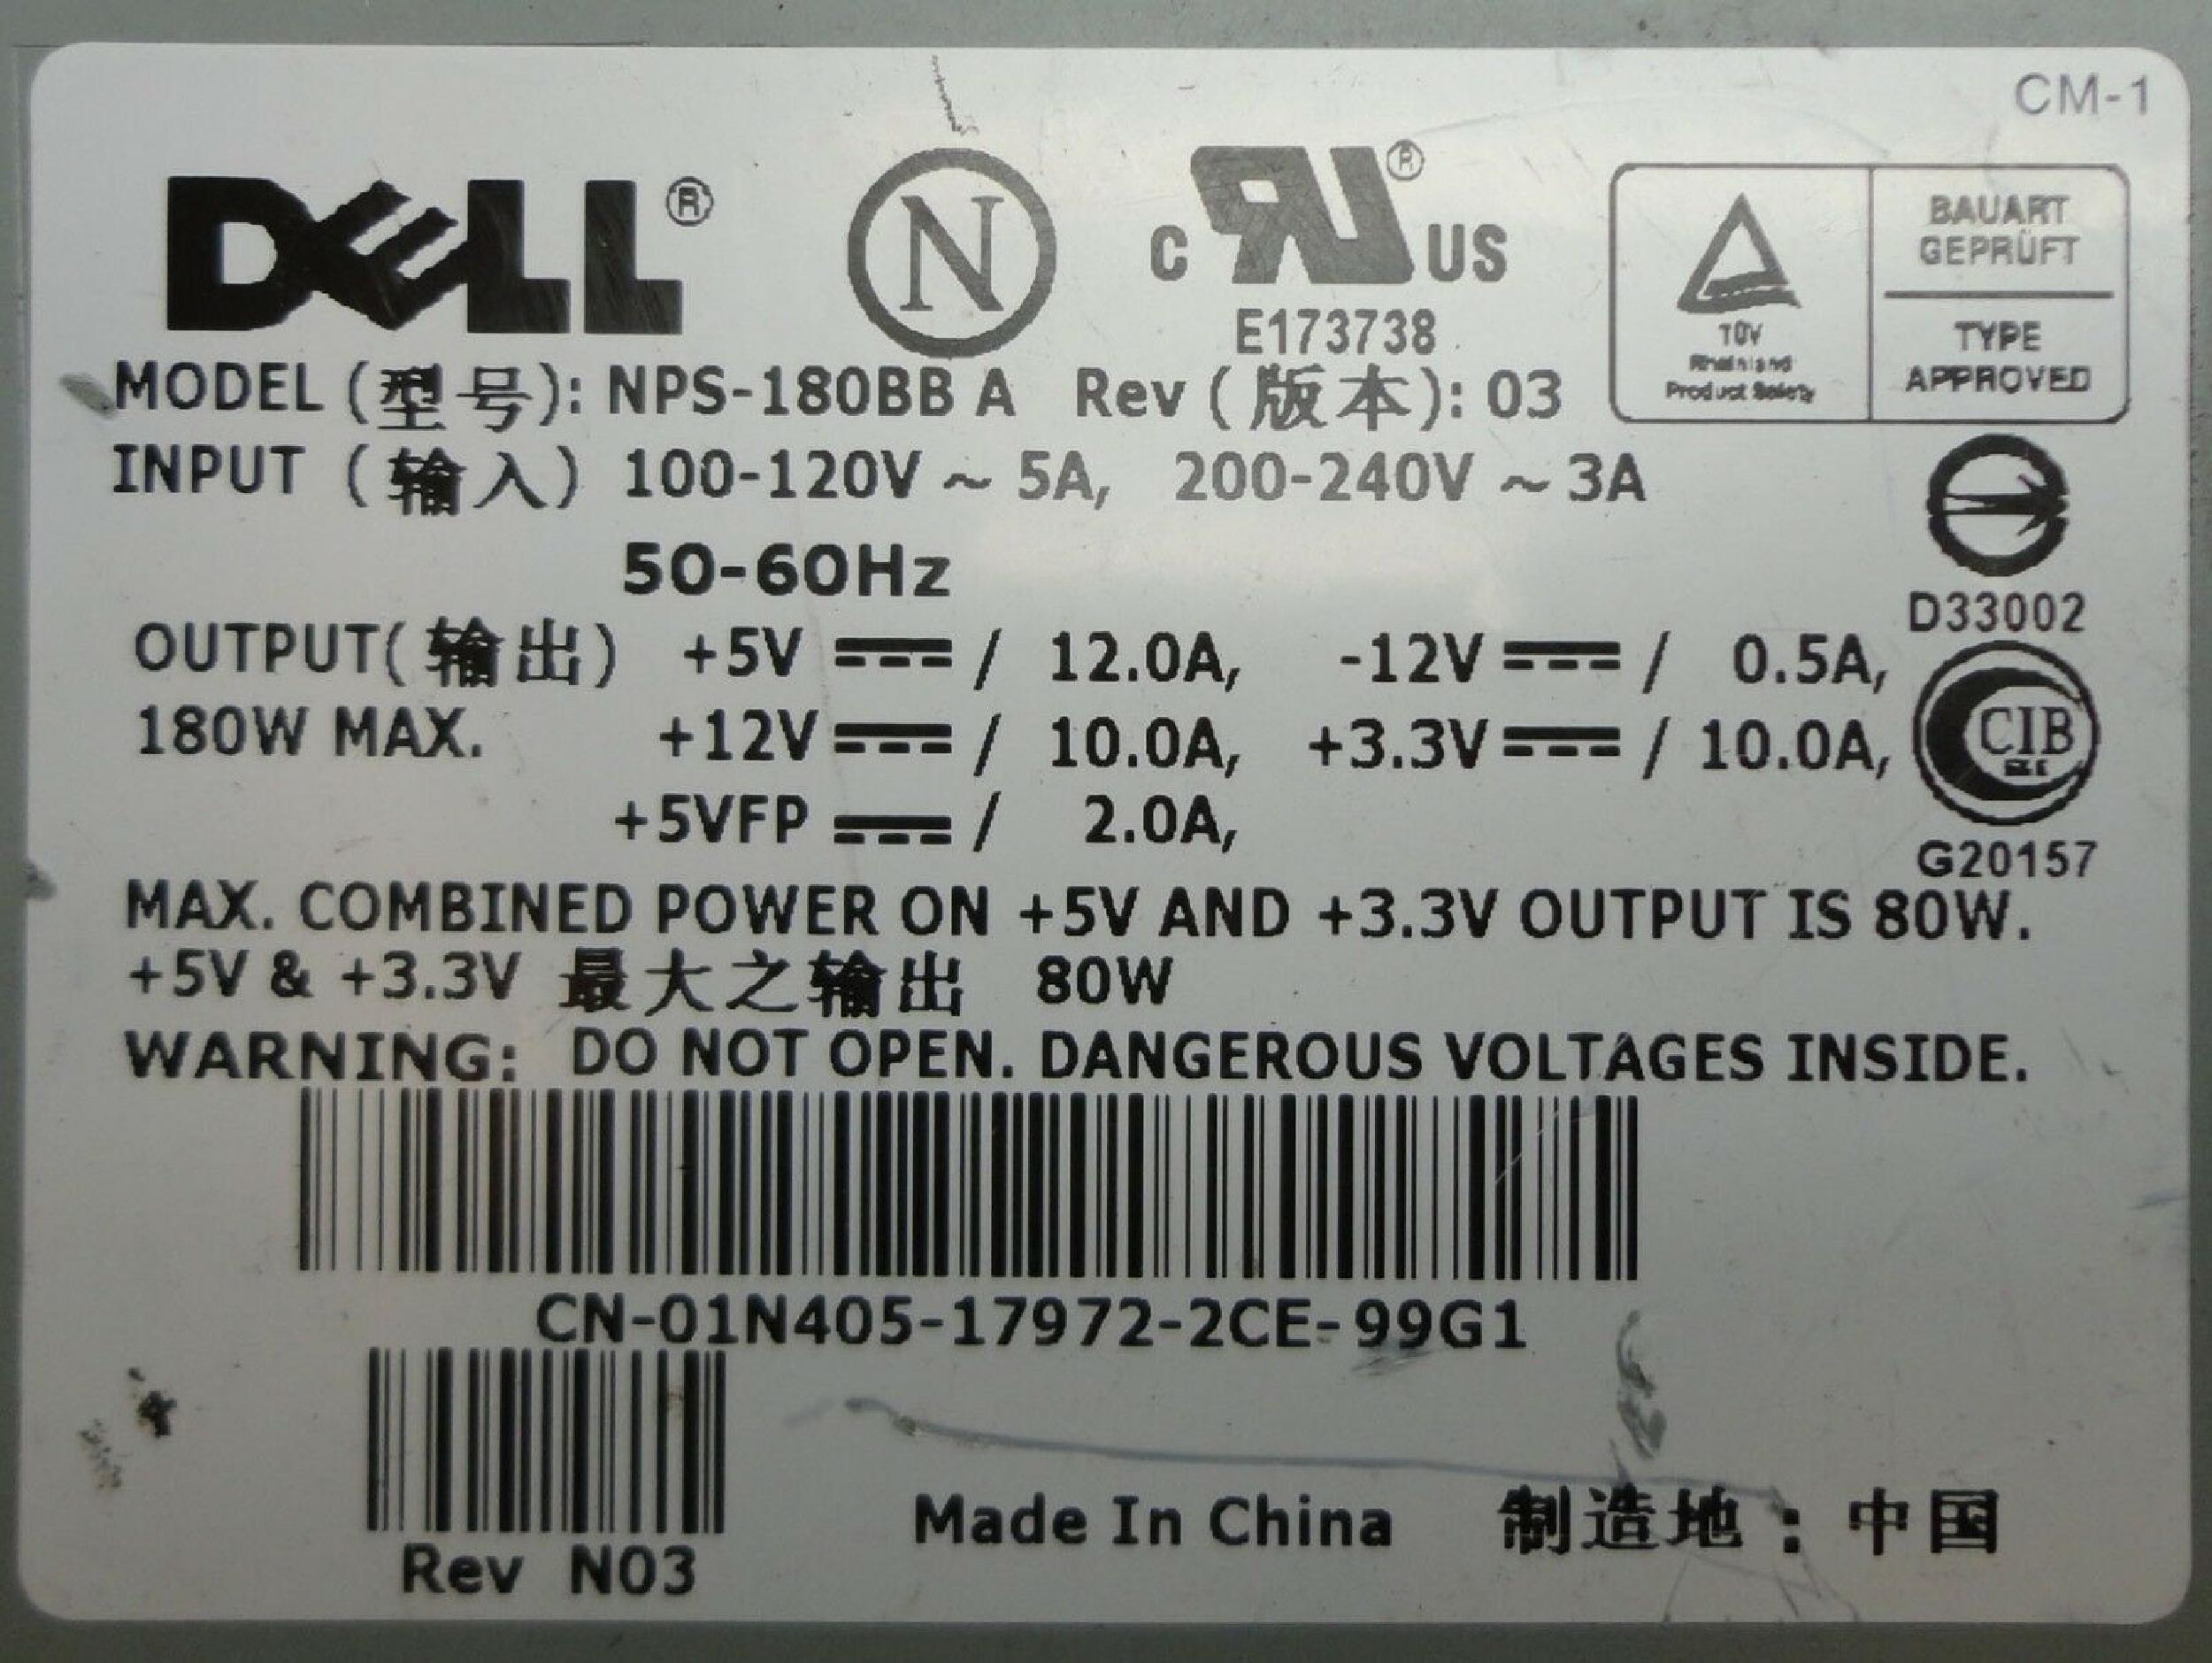 CM-1
DELL®
N
C RU® US
E173738
TÜV
Rheinland
Product Safety
BAUART
GEPRÜFT
TYPE
APPROVED
MODEL (型号): NPS-180BB A Rev (版本): 03
INPUT (输入) 100-120V ~ 5A, 200-240V ~ 3A
50-60Hz
D33002
OUTPUT(输出) +5V ⎓ / 12.0A, -12V ⎓ / 0.5A,
180W MAX. +12V ⎓ / 10.0A, +3.3V ⎓ / 10.0A,
+5VFP ⎓ / 2.0A,
CIB
G20157
MAX. COMBINED POWER ON +5V AND +3.3V OUTPUT IS 80W.
+5V & +3.3V 最大之输出 80W
WARNING: DO NOT OPEN. DANGEROUS VOLTAGES INSIDE.
CN-01N405-17972-2CE-99G1
Rev N03
Made In China 制造地：中国